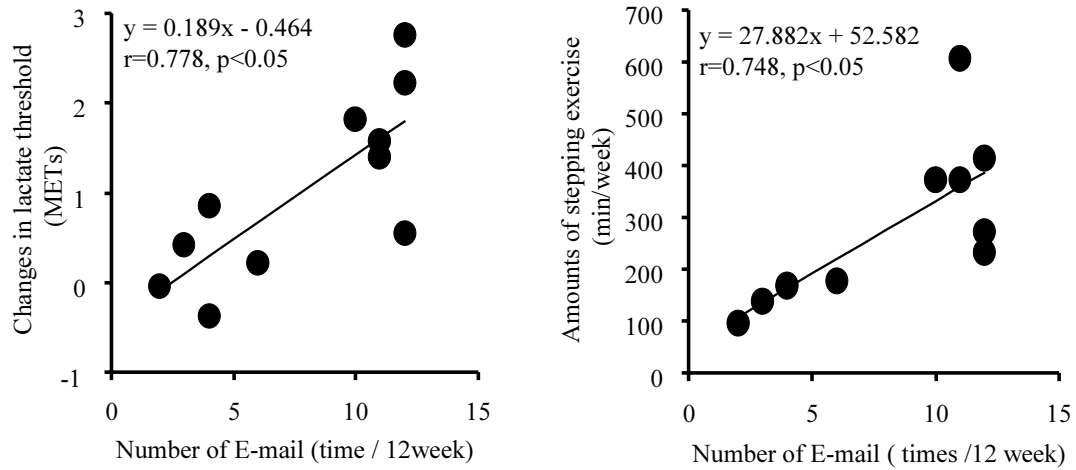 y = 0.189x - 0.464
r=0.778, p<0.05
Changes in lactate threshold
(METs)
3
2
1
0
-1
0 5 10 15
Number of E-mail (time / 12week)
y = 27.882x + 52.582
r=0.748, p<0.05
Amounts of stepping exercise
(min/week)
700
600
500
400
300
200
100
0
0 5 10 15
Number of E-mail ( times /12 week)